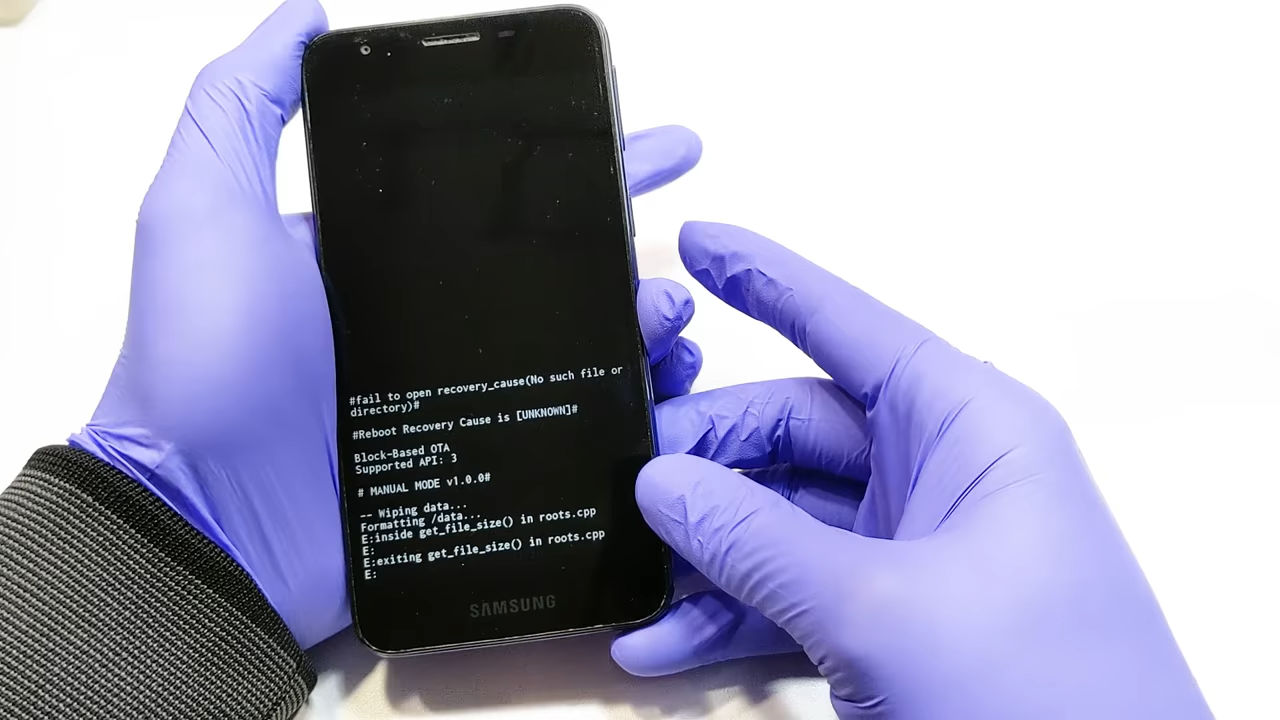 #fail to open recovery_cause(No such file or
directory)#
#Reboot Recovery Cause is [UNKNOWN]#
Block-Based OTA
Supported API: 3
# MANUAL MODE v1.0.0#
-- Wiping data...
Formatting /data...
E:inside get_file_size() in roots.cpp
E:
E:exiting get_file_size() in roots.cpp
E:
SAMSUNG